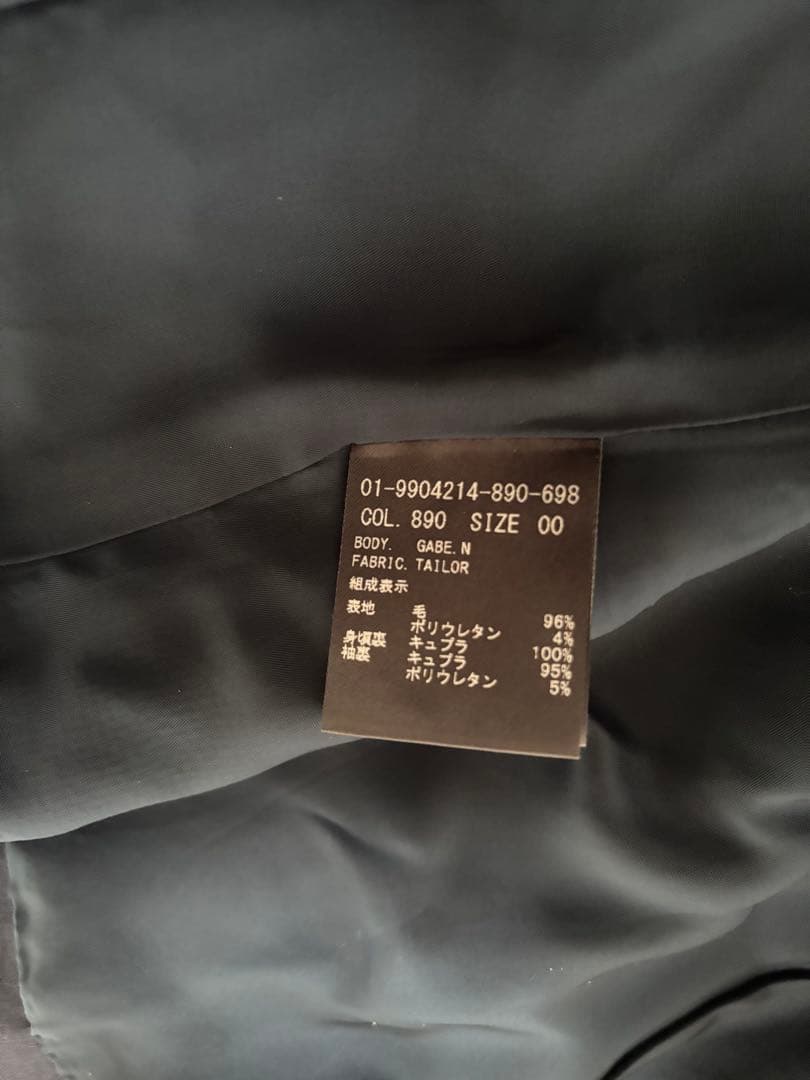 01-9904214-890-698
COL. 890 SIZE 00
BODY. GABE.N
FABRIC. TAILOR
組成表示
表地 毛 96%
ポリウレタン 4%
身頃裏 キュプラ 100%
袖裏 キュプラ 95%
ポリウレタン 5%